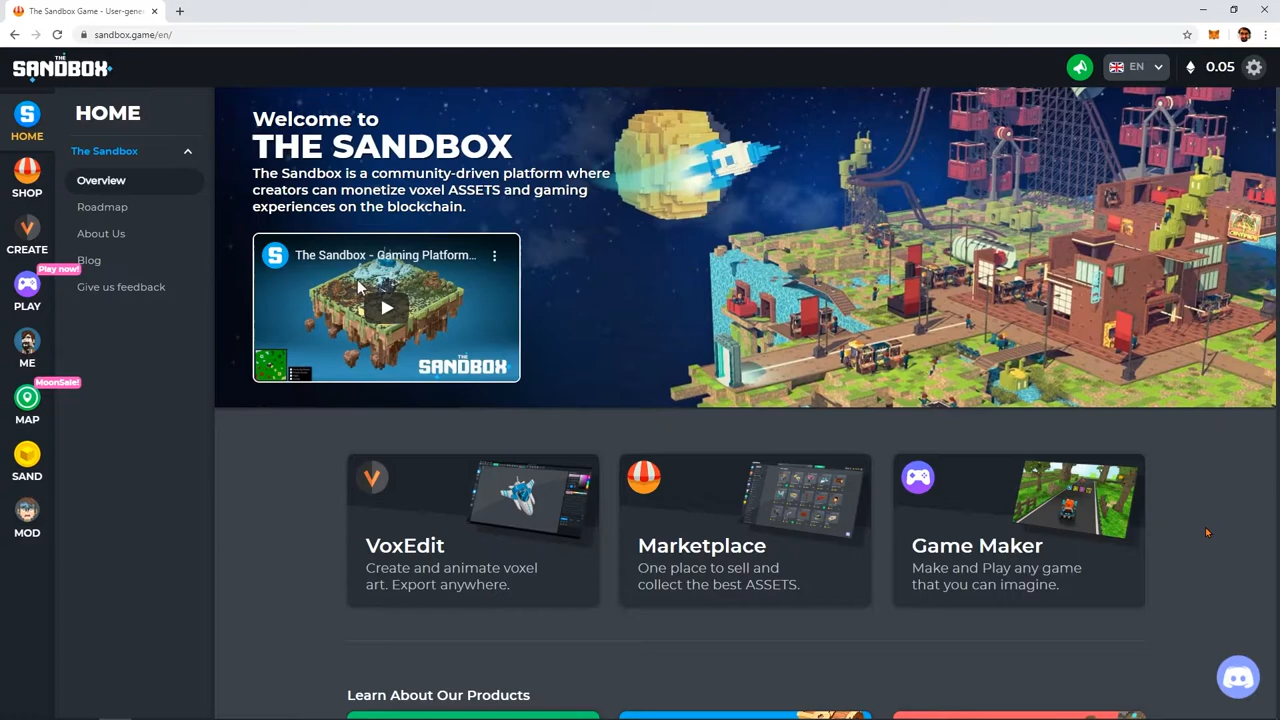 The Sandbox Game - User-gene
sandbox.game/en/
THE
SANDBOX
EN
0.05
HOME
SHOP
CREATE
Play now!
PLAY
ME
MoonSale!
MAP
SAND
MOD
HOME
The Sandbox
Overview
Roadmap
About Us
Blog
Give us feedback
Welcome to
THE SANDBOX
The Sandbox is a community-driven platform where
creators can monetize voxel ASSETS and gaming
experiences on the blockchain.
The Sandbox - Gaming Platform...
THE
SANDBOX
VoxEdit
Create and animate voxel
art. Export anywhere.
Marketplace
One place to sell and
collect the best ASSETS.
Game Maker
Make and Play any game
that you can imagine.
Learn About Our Products